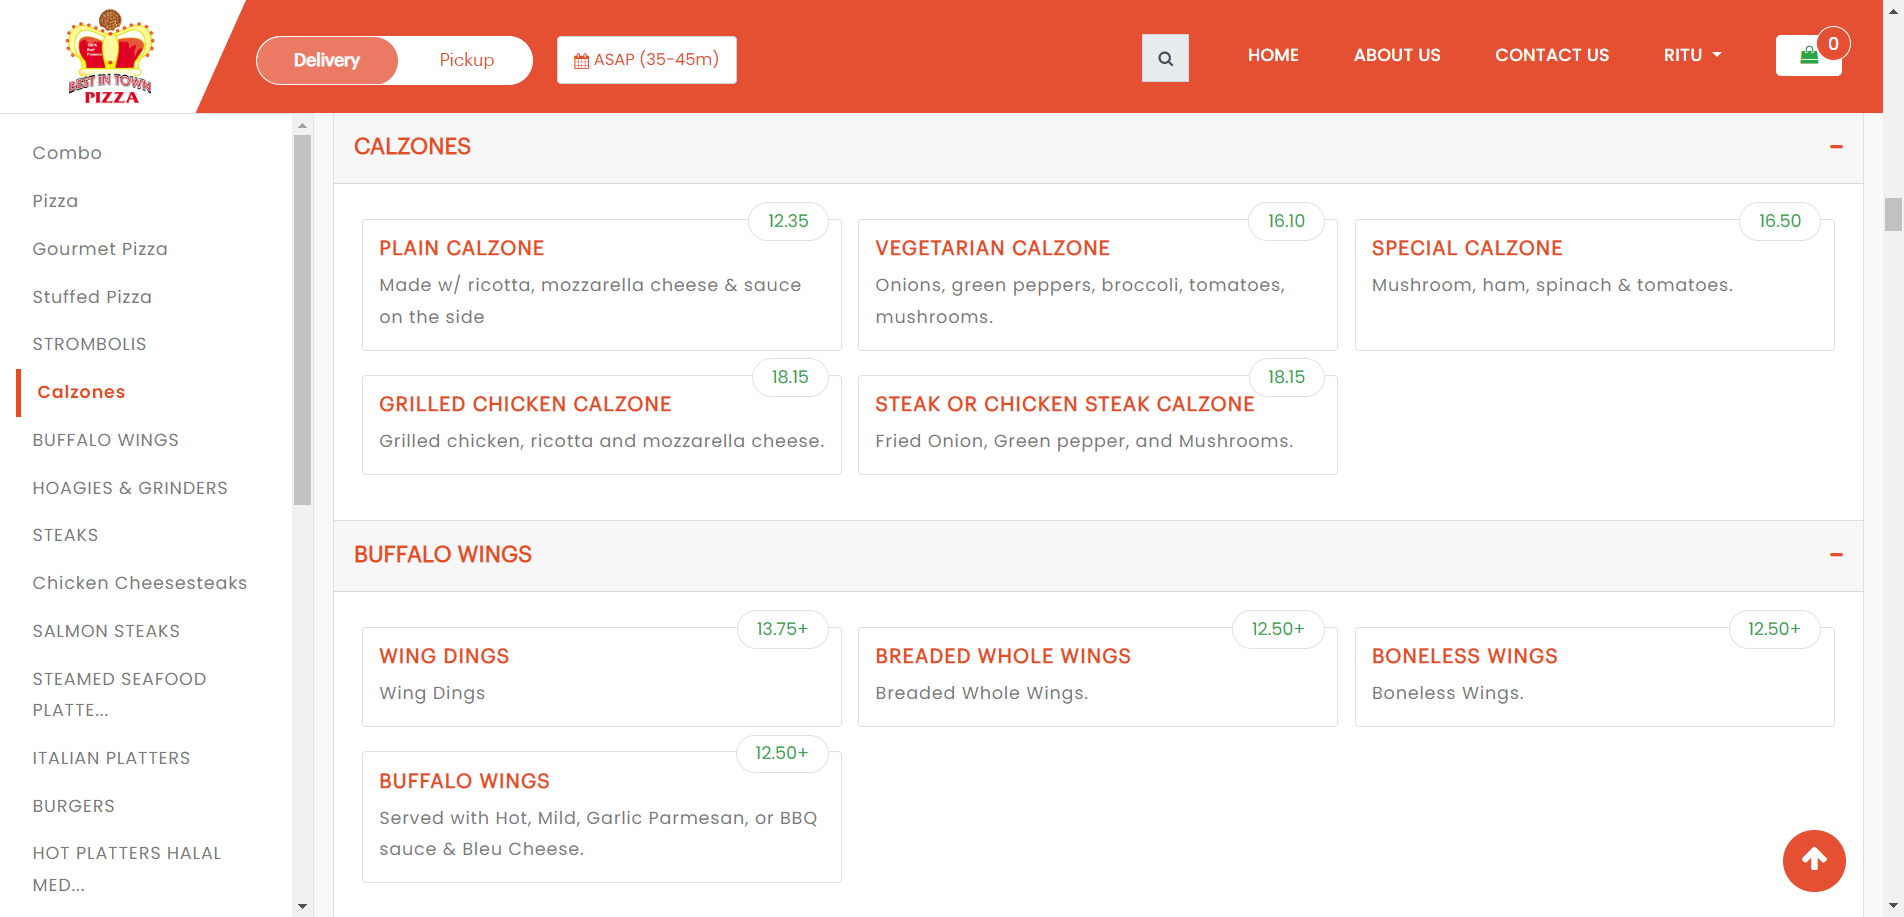 BEST IN TOWN
PIZZA
Delivery
Pickup
ASAP (35-45m)
HOME
ABOUT US
CONTACT US
RITU
0
Combo
Pizza
Gourmet Pizza
Stuffed Pizza
STROMBOLIS
Calzones
BUFFALO WINGS
HOAGIES & GRINDERS
STEAKS
Chicken Cheesesteaks
SALMON STEAKS
STEAMED SEAFOOD
PLATTE...
ITALIAN PLATTERS
BURGERS
HOT PLATTERS HALAL
MED...
CALZONES
12.35
PLAIN CALZONE
Made w/ ricotta, mozzarella cheese & sauce
on the side
16.10
VEGETARIAN CALZONE
Onions, green peppers, broccoli, tomatoes,
mushrooms.
16.50
SPECIAL CALZONE
Mushroom, ham, spinach & tomatoes.
18.15
GRILLED CHICKEN CALZONE
Grilled chicken, ricotta and mozzarella cheese.
18.15
STEAK OR CHICKEN STEAK CALZONE
Fried Onion, Green pepper, and Mushrooms.
BUFFALO WINGS
13.75+
WING DINGS
Wing Dings
12.50+
BREADED WHOLE WINGS
Breaded Whole Wings.
12.50+
BONELESS WINGS
Boneless Wings.
12.50+
BUFFALO WINGS
Served with Hot, Mild, Garlic Parmesan, or BBQ
sauce & Bleu Cheese.